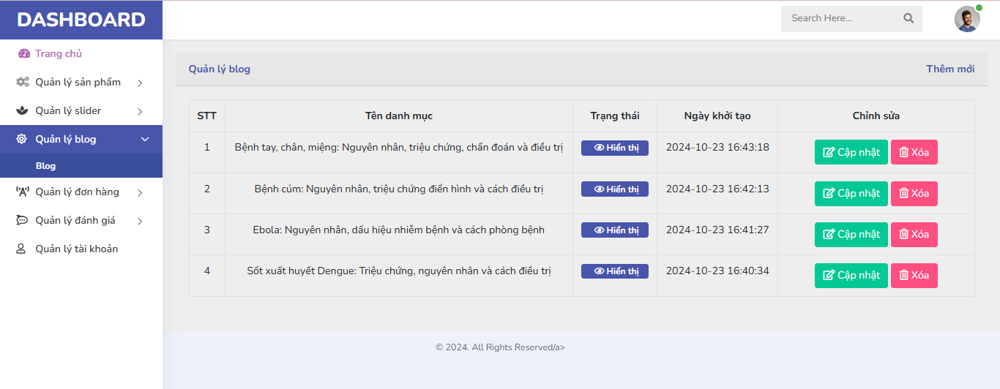 DASHBOARD
Search Here...
Trang chủ
Quản lý sản phẩm
Quản lý slider
Quản lý blog
Blog
Quản lý đơn hàng
Quản lý đánh giá
Quản lý tài khoản
Quản lý blog Thêm mới
STT Tên danh mục Trạng thái Ngày khởi tạo Chỉnh sửa
1 Bệnh tay, chân, miệng: Nguyên nhân, triệu chứng, chẩn đoán và điều trị Hiển thị 2024-10-23 16:43:18 Cập nhật Xóa
2 Bệnh cúm: Nguyên nhân, triệu chứng điển hình và cách điều trị Hiển thị 2024-10-23 16:42:13 Cập nhật Xóa
3 Ebola: Nguyên nhân, dấu hiệu nhiễm bệnh và cách phòng bệnh Hiển thị 2024-10-23 16:41:27 Cập nhật Xóa
4 Sốt xuất huyết Dengue: Triệu chứng, nguyên nhân và cách điều trị Hiển thị 2024-10-23 16:40:34 Cập nhật Xóa
© 2024. All Rights Reserved/a>